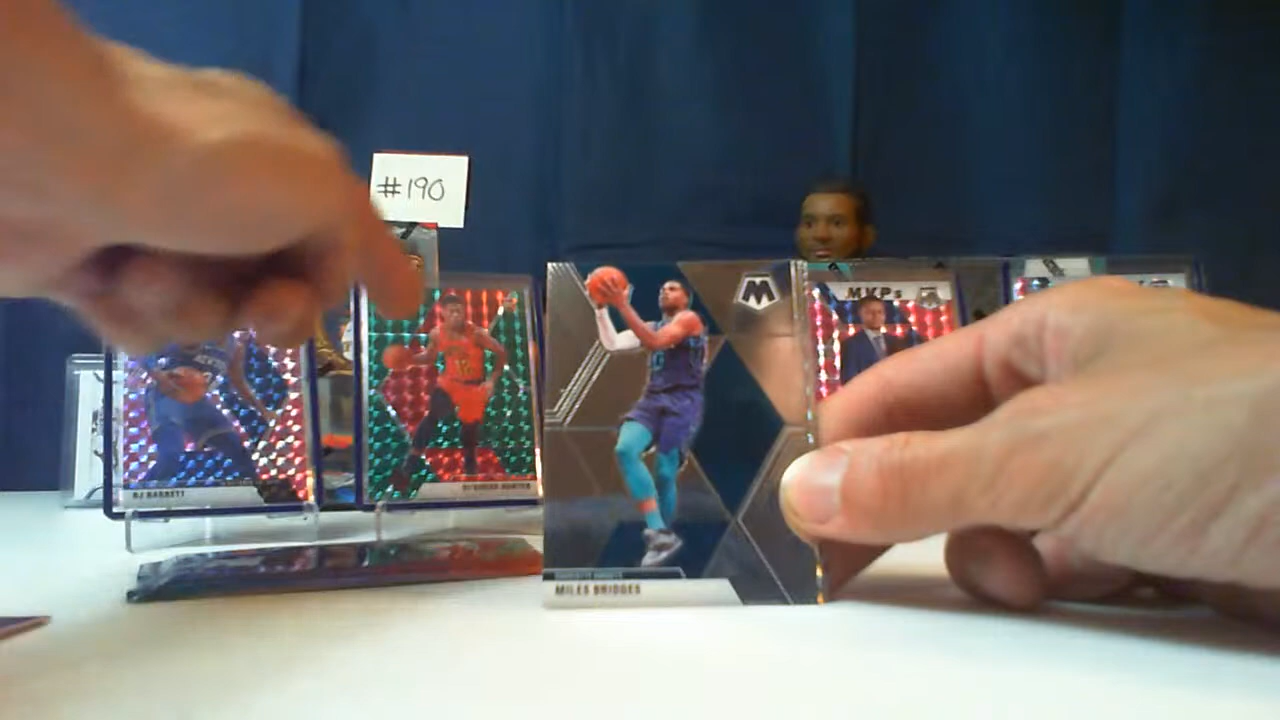 #190
MVPs
RJ BARRETT
DE'ANDRE HUNTER
M
MILES BRIDGES